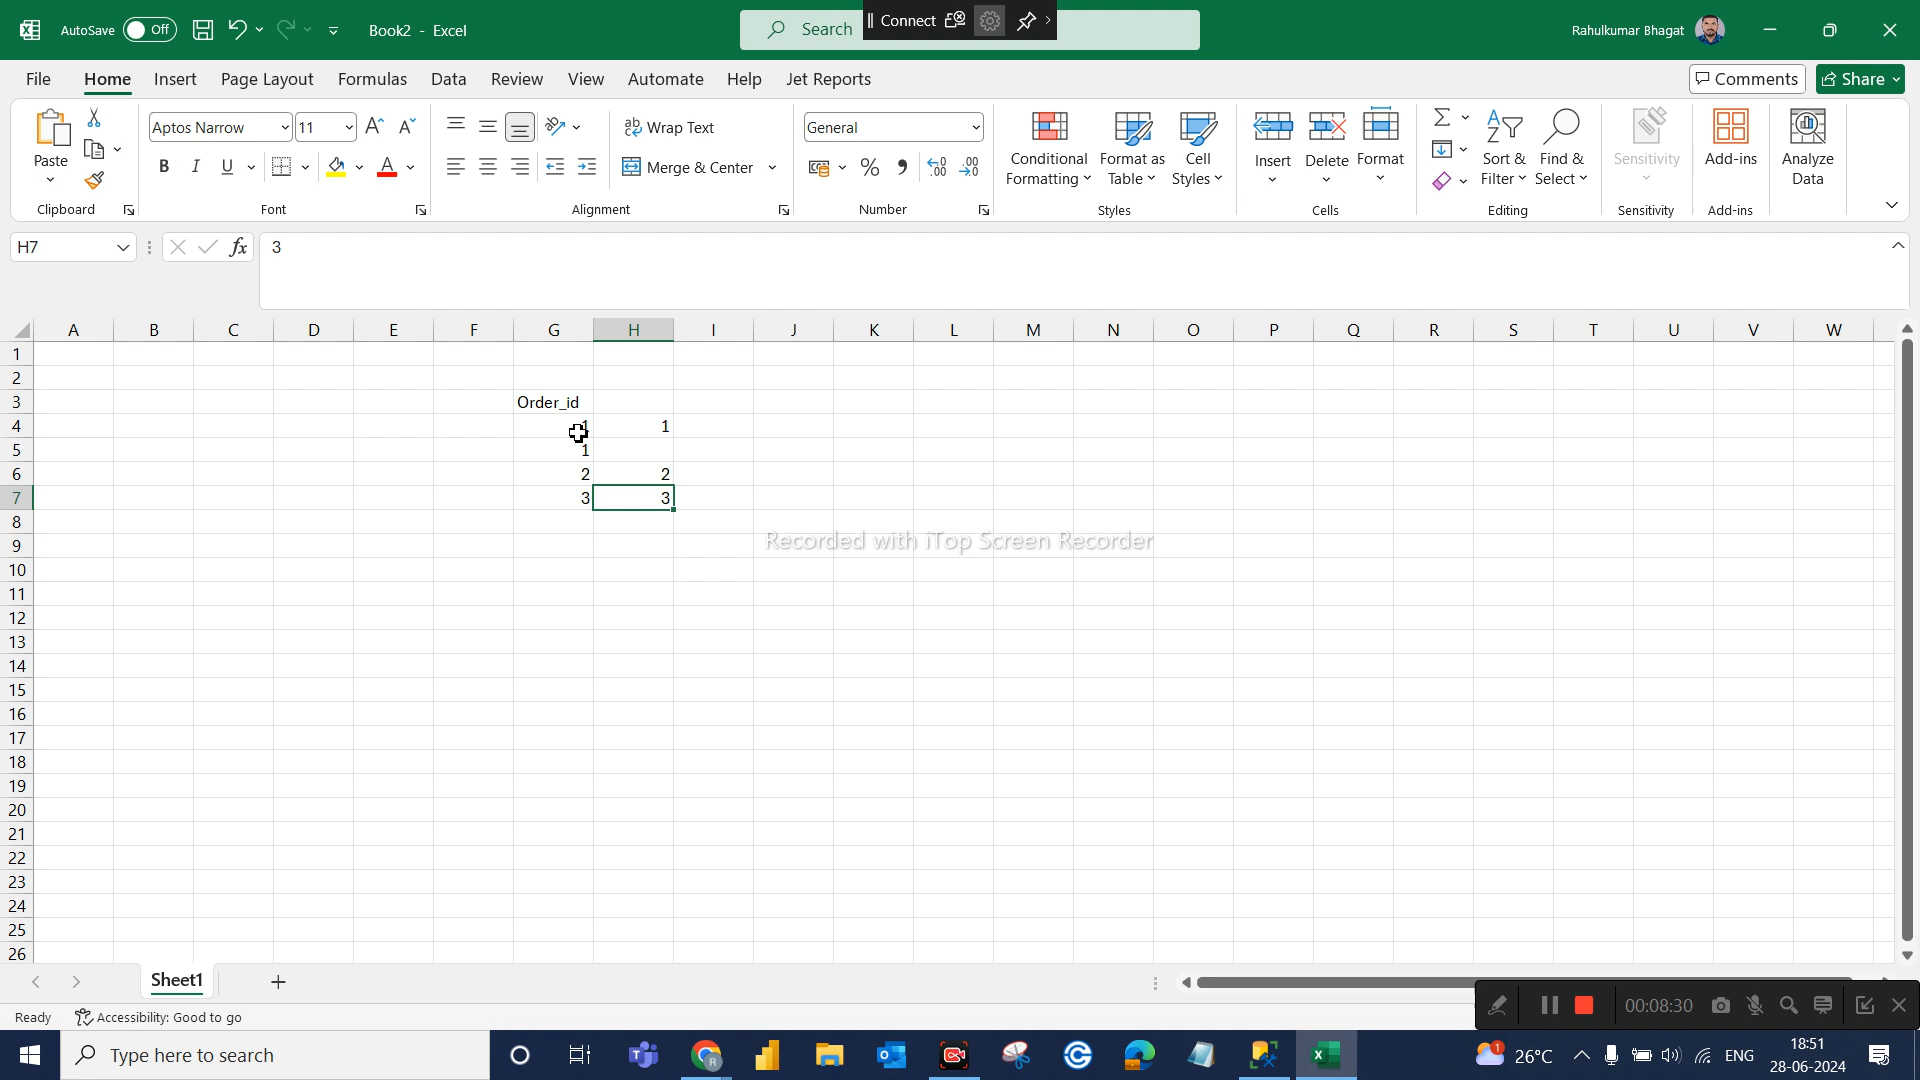 AutoSave Off Book2 - Excel Search Connect Rahulkumar Bhagat
File Home Insert Page Layout Formulas Data Review View Automate Help Jet Reports Comments Share
Paste Aptos Narrow 11 B I U Wrap Text Merge & Center General % Conditional Formatting Format as Table Cell Styles Insert Delete Format Sort & Filter Find & Select Sensitivity Add-ins Analyze Data
Clipboard Font Alignment Number Styles Cells Editing Sensitivity Add-ins
H7 fx 3
A B C D E F G H I J K L M N O P Q R S T U V W
1
2
3 Order_id
4 1 1
5 1
6 2 2
7 3 3
8
9 Recorded with iTop Screen Recorder
10
11
12
13
14
15
16
17
18
19
20
21
22
23
24
25
26
Sheet1
Ready Accessibility: Good to go 00:08:30
Type here to search 26°C ENG 18:51
28-06-2024